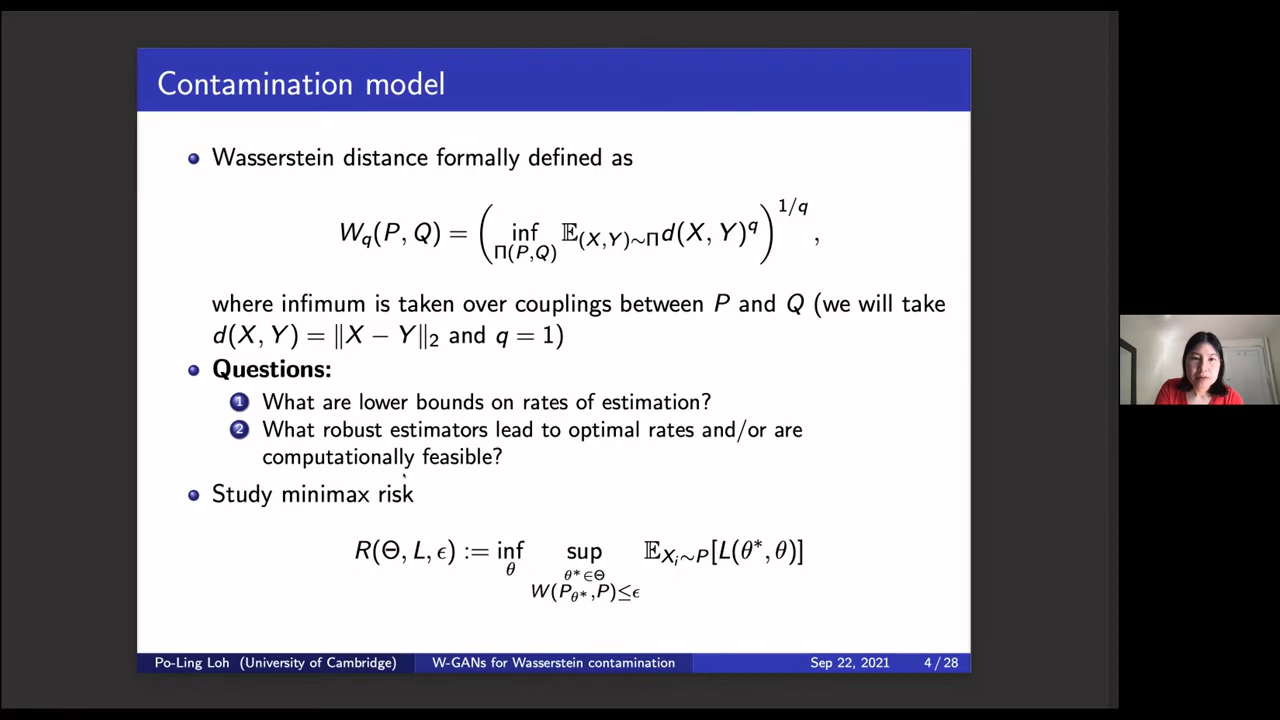 Contamination model
Wasserstein distance formally defined as
W_q(P, Q) = ( inf_{Π(P,Q)} 𝔼_{(X,Y)∼Π} d(X, Y)^q )^{1/q} ,
where infimum is taken over couplings between P and Q (we will take
d(X, Y) = ‖X − Y‖_2 and q = 1)
Questions:
1 What are lower bounds on rates of estimation?
2 What robust estimators lead to optimal rates and/or are
computationally feasible?
Study minimax risk
R(Θ, L, ϵ) := inf_θ sup_{θ*∈Θ, W(P_{θ*},P)≤ϵ} 𝔼_{X_i∼P}[L(θ*, θ)]
Po-Ling Loh (University of Cambridge) W-GANs for Wasserstein contamination Sep 22, 2021 4 / 28